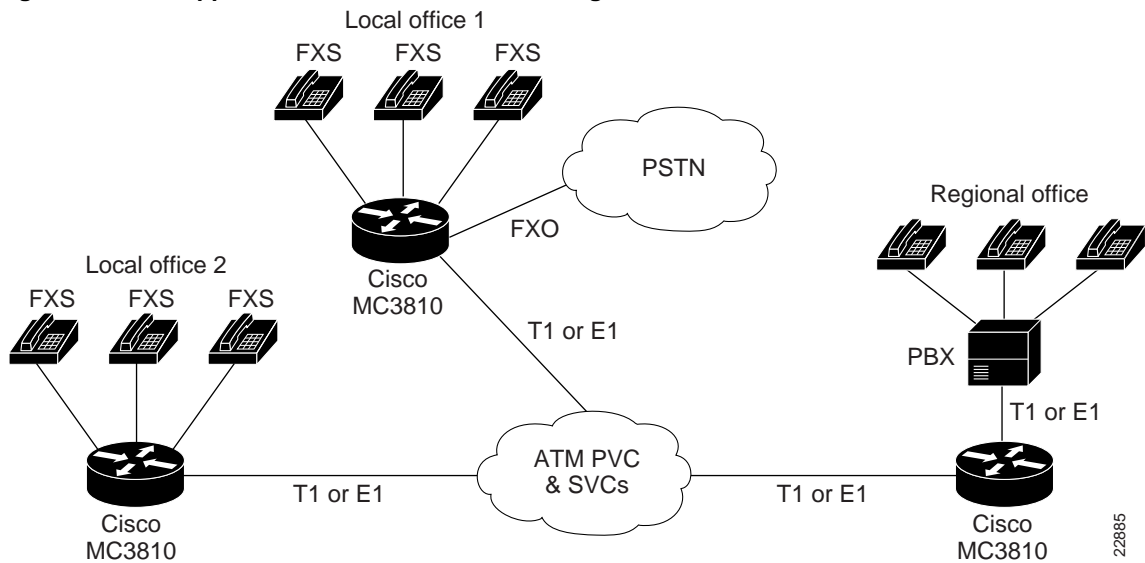 Local office 1
FXS FXS FXS
PSTN
FXO
Cisco
MC3810
T1 or E1
Local office 2
FXS FXS FXS
Cisco
MC3810
T1 or E1
ATM PVC
& SVCs
Regional office
PBX
T1 or E1
T1 or E1
Cisco
MC3810
22885